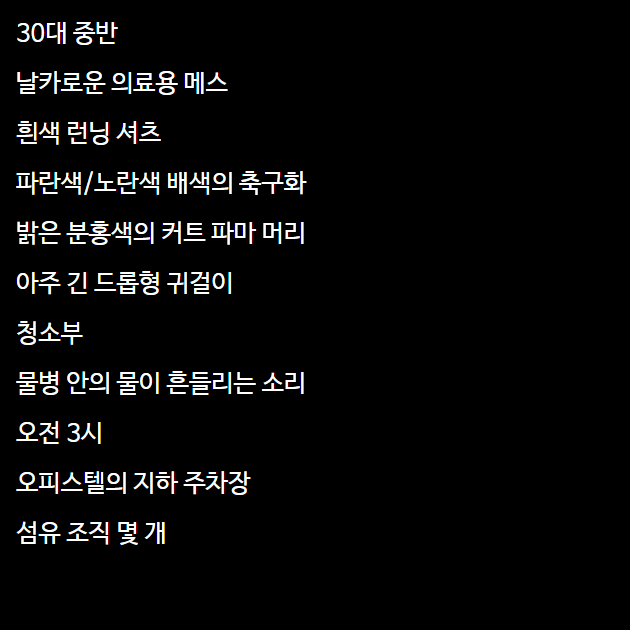 30대 중반
날카로운 의료용 메스
흰색 런닝 셔츠
파란색/노란색 배색의 축구화
밝은 분홍색의 커트 파마 머리
아주 긴 드롭형 귀걸이
청소부
물병 안의 물이 흔들리는 소리
오전 3시
오피스텔의 지하 주차장
섬유 조직 몇 개